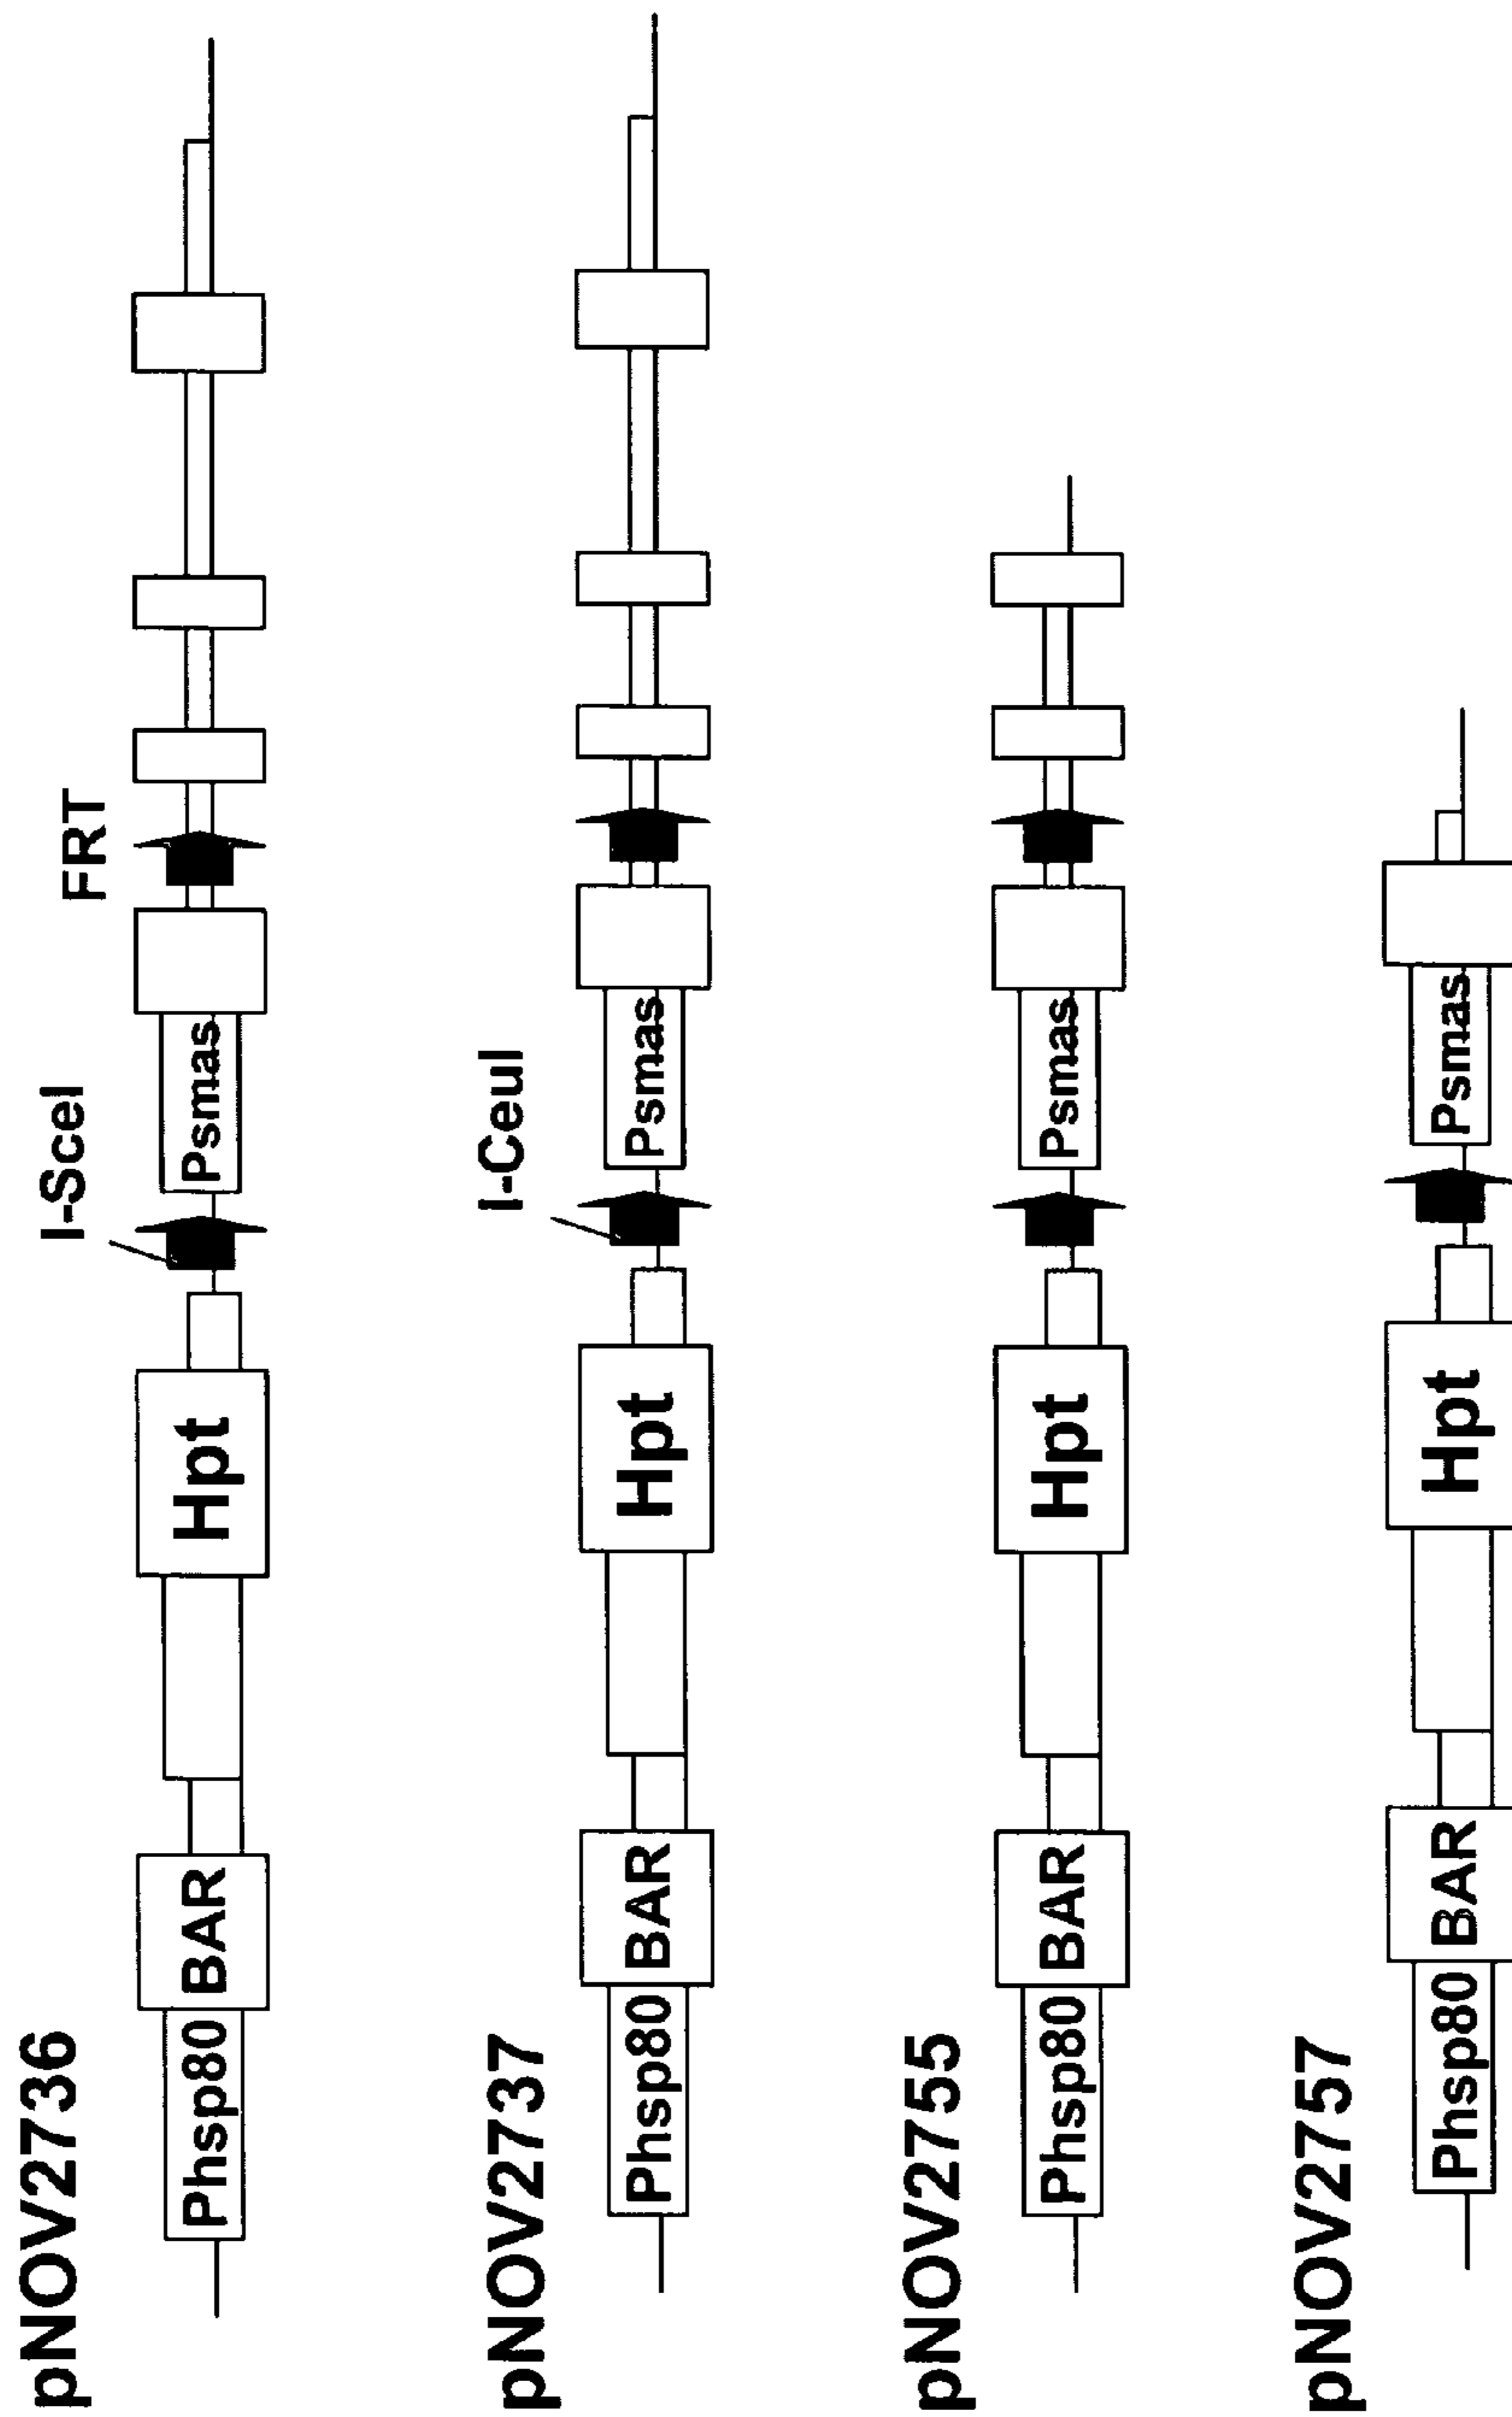 pNOV2736
I-SceI
FRT
Phsp80 BAR Hpt Psmas
pNOV2737
I-CeuI
Phsp80 BAR Hpt Psmas
pNOV2755
Phsp80 BAR Hpt Psmas
pNOV2757
Phsp80 BAR Hpt Psmas